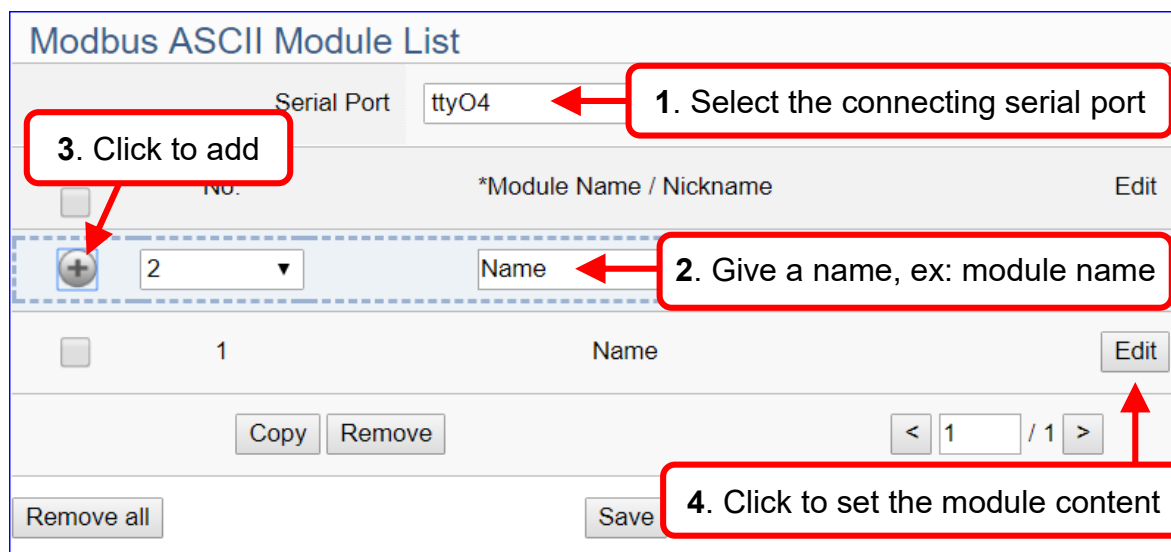 Modbus ASCII Module List
Serial Port ttyO4 1. Select the connecting serial port
3. Click to add
No. *Module Name / Nickname Edit
2 ▼ Name 2. Give a name, ex: module name
1 Name Edit
Copy Remove < 1 / 1 >
Remove all Save 4. Click to set the module content